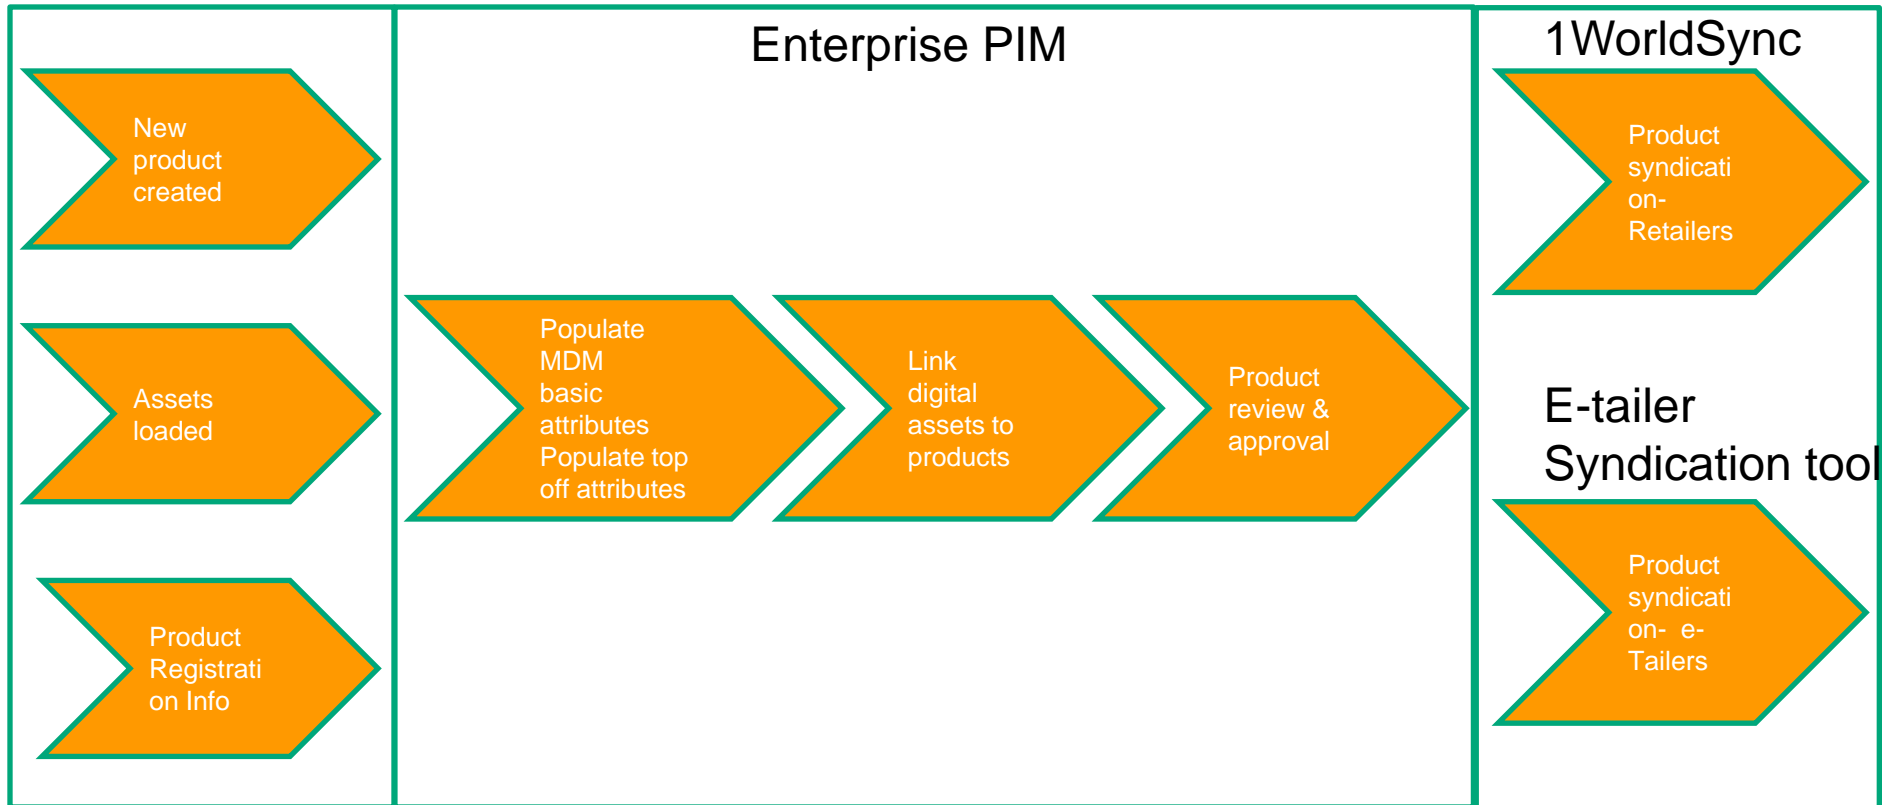 New
product
created
Assets
loaded
Product
Registrati
on Info
Enterprise PIM
Populate
MDM
basic
attributes
Populate top
off attributes
Link
digital
assets to
products
Product
review &
approval
1WorldSync
Product
syndicati
on-
Retailers
E-tailer
Syndication tool
Product
syndicati
on- e-
Tailers